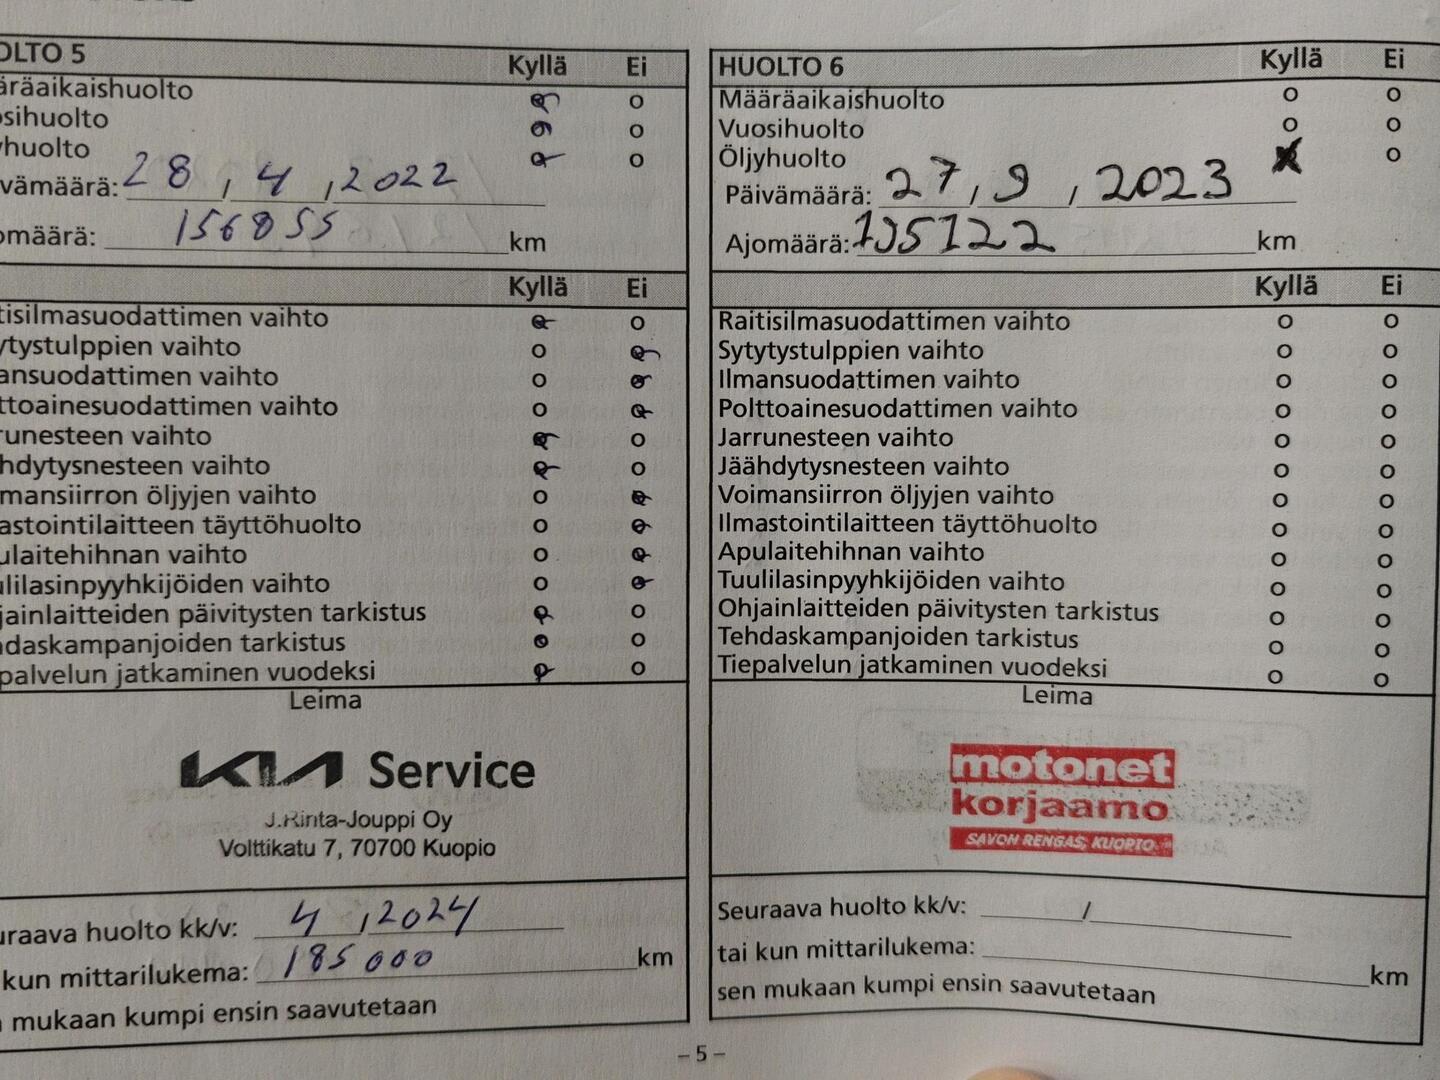 OLTO 5 Kyllä Ei
äräaikaishuolto o o
osihuolto o o
yhuolto o o
vämäärä: 28 / 4 / 2022
omäärä: 156855 km
Kyllä Ei
tisilmasuodattimen vaihto o o
ytystulppien vaihto o o
ansuodattimen vaihto o o
ttoainesuodattimen vaihto o o
runesteen vaihto o o
hdytysnesteen vaihto o o
mansiirron öljyjen vaihto o o
astointilaitteen täyttöhuolto o o
ulaitehihnan vaihto o o
ulilasinpyyhkijöiden vaihto o o
jainlaitteiden päivitysten tarkistus o o
daskampanjoiden tarkistus o o
palvelun jatkaminen vuodeksi o o
Leima
KIA Service
J.Rinta-Jouppi Oy
Volttikatu 7, 70700 Kuopio
uraava huolto kk/v: 4 / 2024
kun mittarilukema: 185 000 km
n mukaan kumpi ensin saavutetaan
HUOLTO 6 Kyllä Ei
Määräaikaishuolto o o
Vuosihuolto o o
Öljyhuolto x o
Päivämäärä: 27 / 9 / 2023
Ajomäärä: 195122 km
Kyllä Ei
Raitisilmasuodattimen vaihto o o
Sytytystulppien vaihto o o
Ilmansuodattimen vaihto o o
Polttoainesuodattimen vaihto o o
Jarrunesteen vaihto o o
Jäähdytysnesteen vaihto o o
Voimansiirron öljyjen vaihto o o
Ilmastointilaitteen täyttöhuolto o o
Apulaitehihnan vaihto o o
Tuulilasinpyyhkijöiden vaihto o o
Ohjainlaitteiden päivitysten tarkistus o o
Tehdaskampanjoiden tarkistus o o
Tiepalvelun jatkaminen vuodeksi o o
Leima
motonet
korjaamo
SAVON RENGAS, KUOPIO
Seuraava huolto kk/v: /
tai kun mittarilukema: km
sen mukaan kumpi ensin saavutetaan
– 5 –